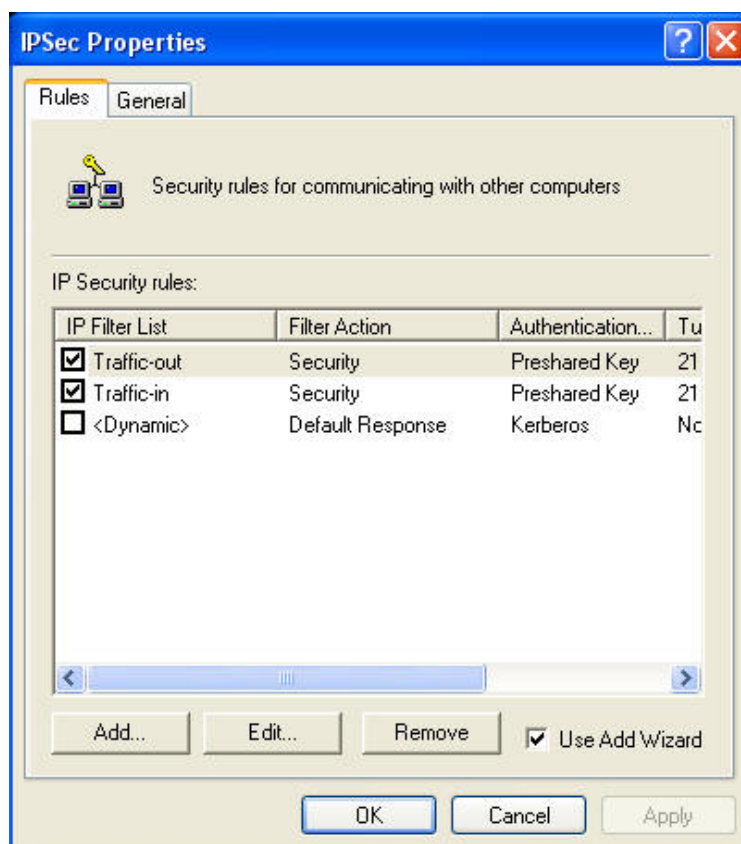 IPSec Properties
Rules General
Security rules for communicating with other computers
IP Security rules:
IP Filter List Filter Action Authentication... Tu
Traffic-out Security Preshared Key 21
Traffic-in Security Preshared Key 21
<Dynamic> Default Response Kerberos No
Add... Edit... Remove Use Add Wizard
OK Cancel Apply